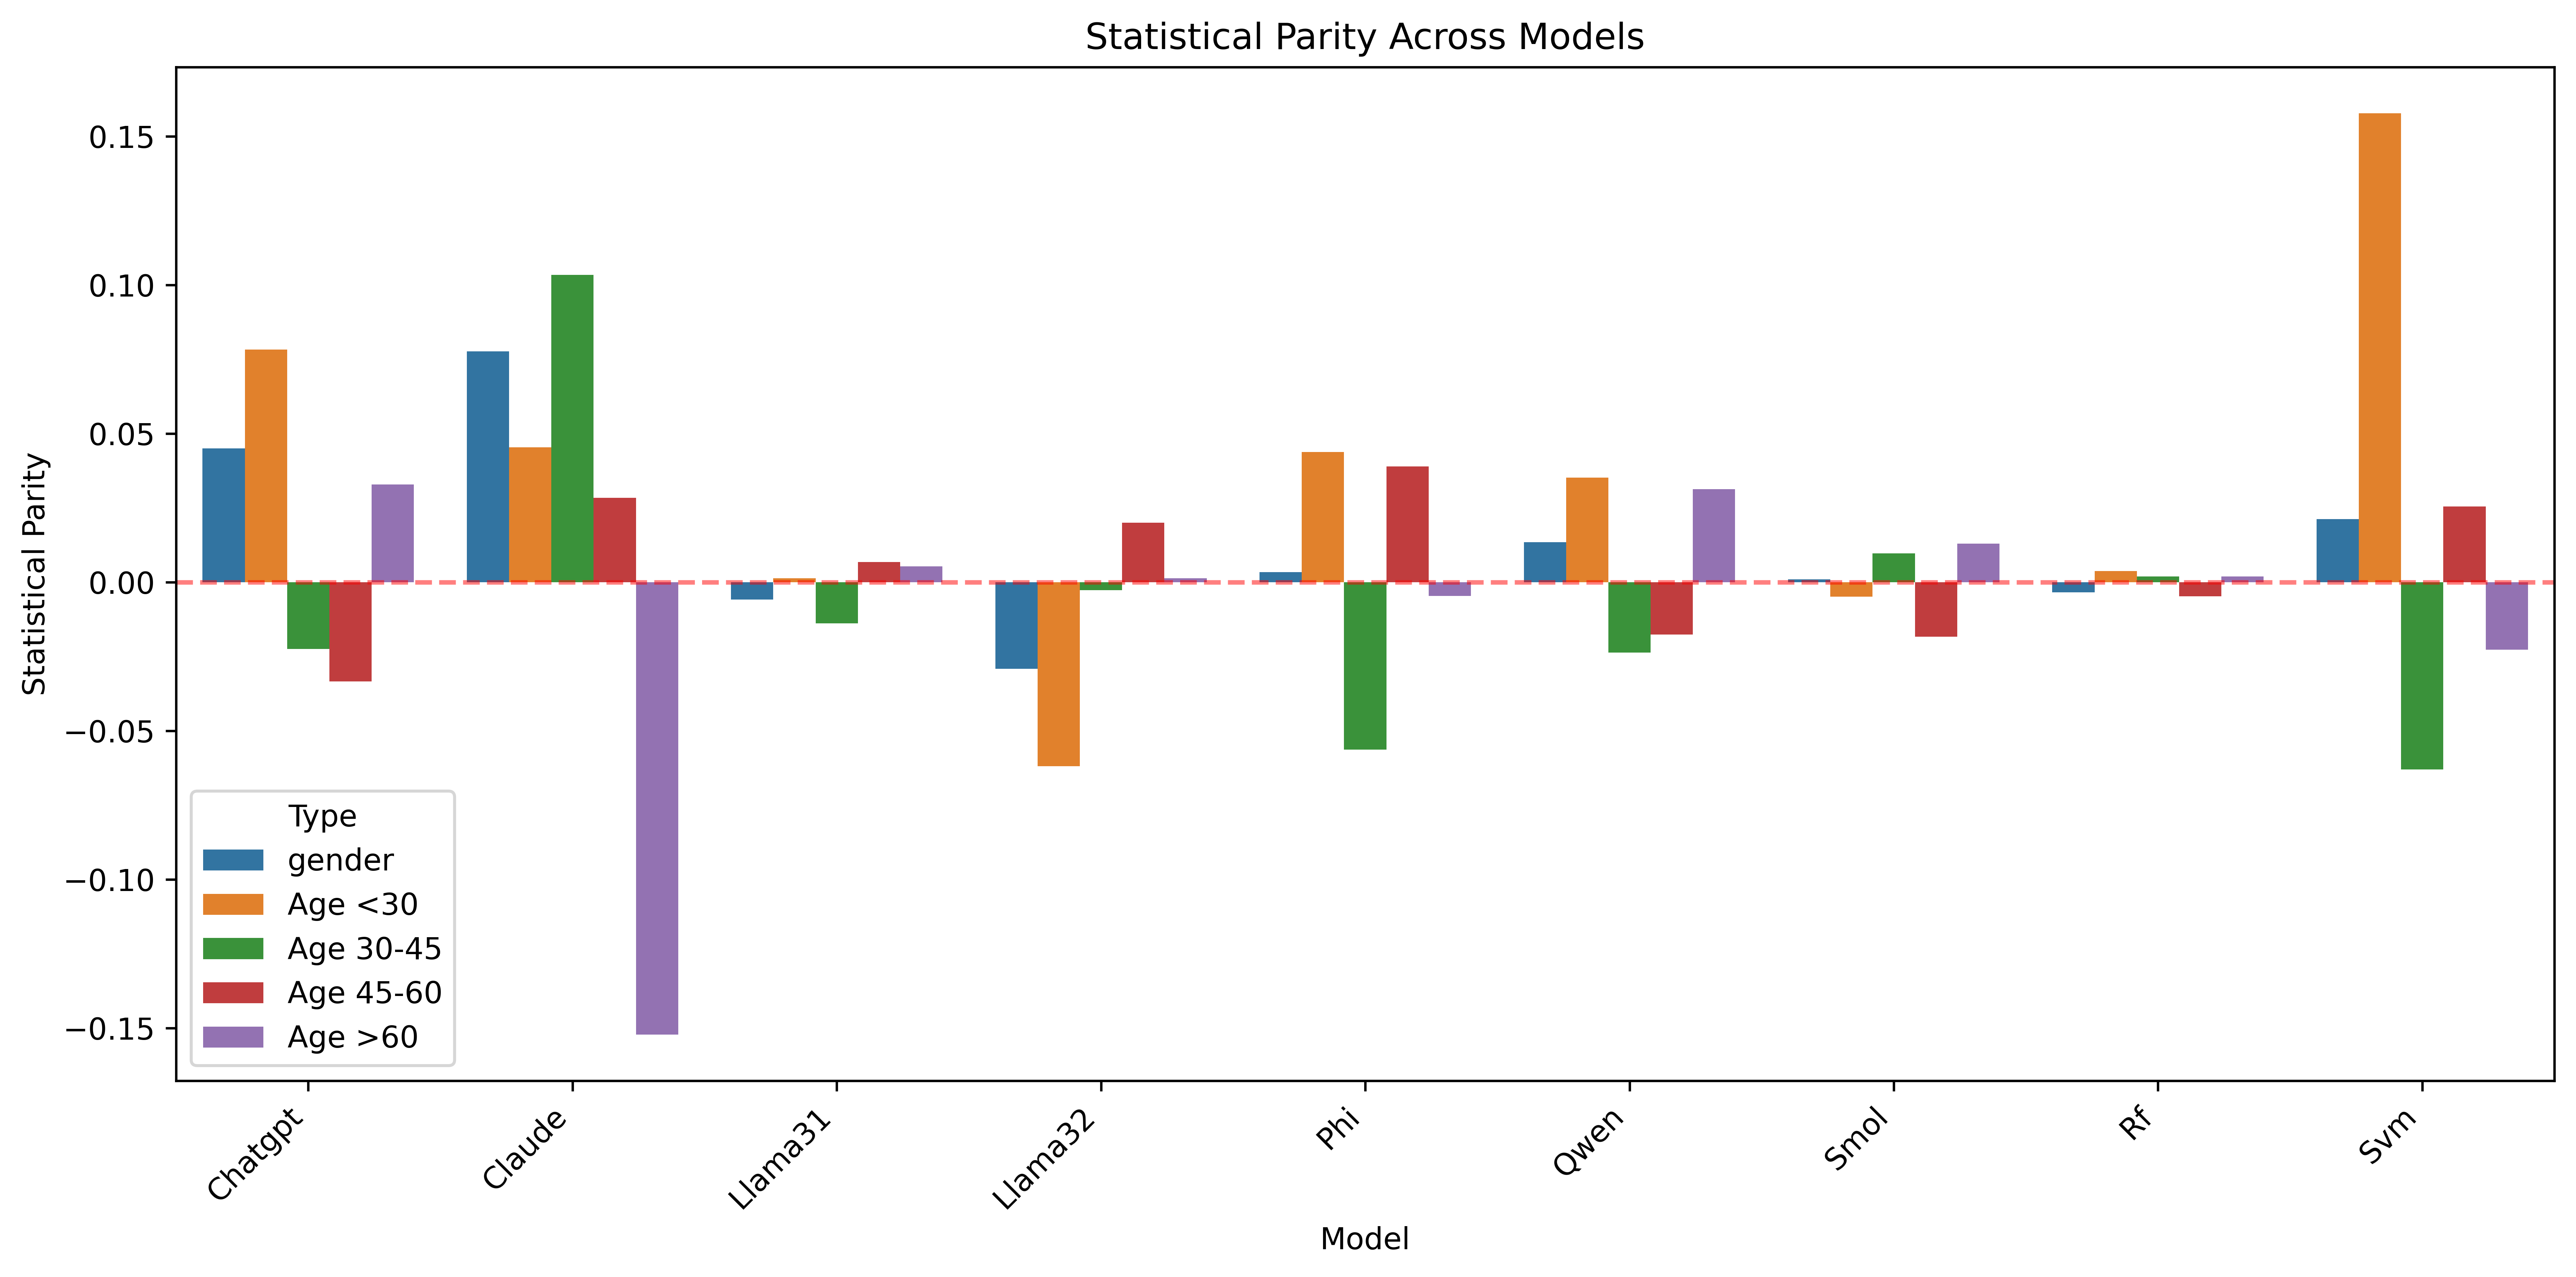 Statistical Parity Across Models
Statistical Parity
0.15
0.10
0.05
0.00
−0.05
−0.10
−0.15
Type
gender
Age <30
Age 30-45
Age 45-60
Age >60
Chatgpt
Claude
Llama31
Llama32
Phi
Qwen
Smol
Rf
Svm
Model